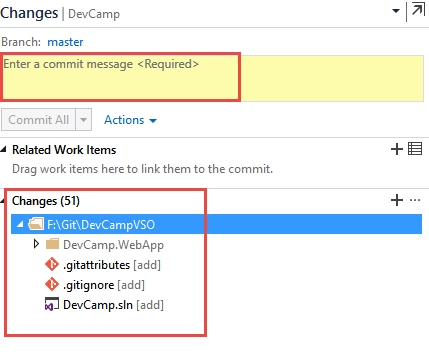 Changes | DevCamp
Branch: master
Enter a commit message <Required>
Commit All Actions
Related Work Items
Drag work items here to link them to the commit.
Changes (51)
F:\Git\DevCampVSO
DevCamp.WebApp
.gitattributes [add]
.gitignore [add]
DevCamp.sln [add]